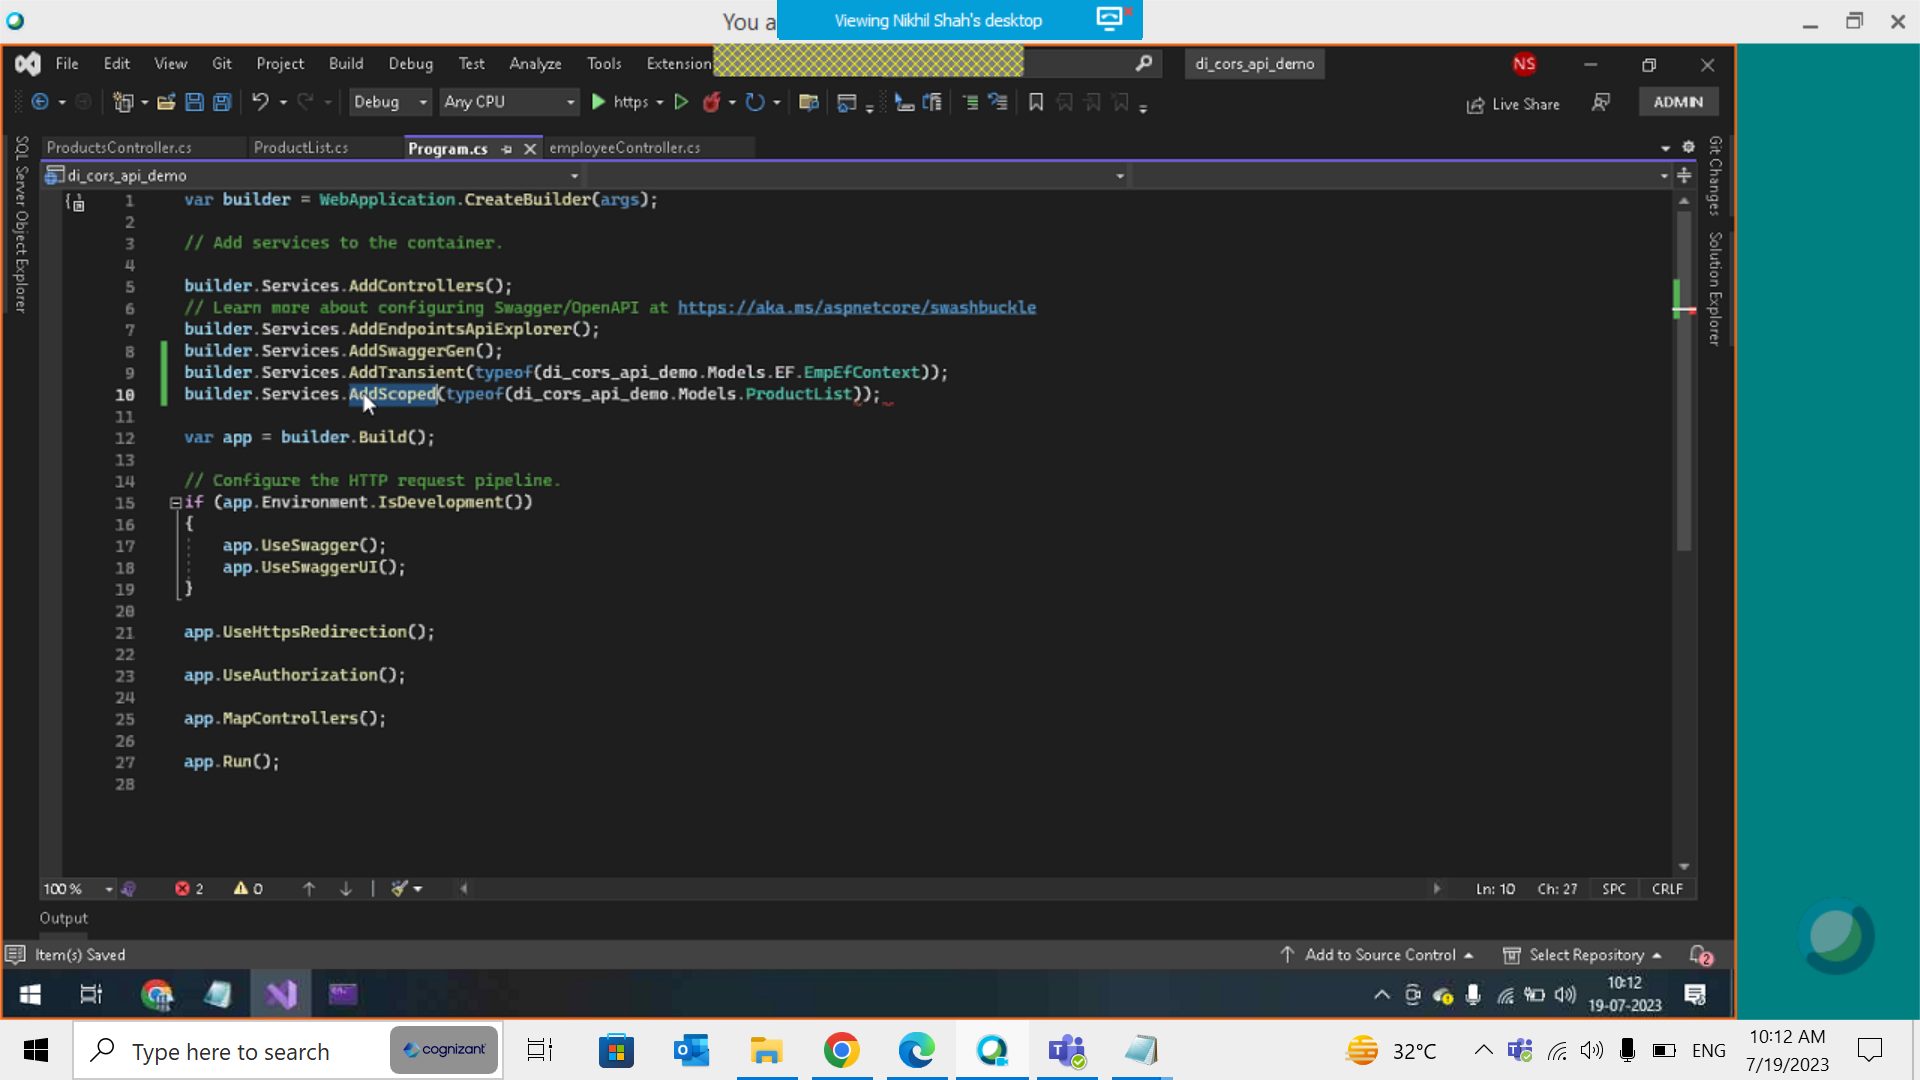 You a
Viewing Nikhil Shah's desktop
File Edit View Git Project Build Debug Test Analyze Tools Extension
di_cors_api_demo
NS
Debug Any CPU https
Live Share
ADMIN
SQL Server Object Explorer
ProductsController.cs ProductList.cs Program.cs employeeController.cs
Git Changes
Solution Explorer
di_cors_api_demo
1 var builder = WebApplication.CreateBuilder(args);
2
3 // Add services to the container.
4
5 builder.Services.AddControllers();
6 // Learn more about configuring Swagger/OpenAPI at https://aka.ms/aspnetcore/swashbuckle
7 builder.Services.AddEndpointsApiExplorer();
8 builder.Services.AddSwaggerGen();
9 builder.Services.AddTransient(typeof(di_cors_api_demo.Models.EF.EmpEfContext));
10 builder.Services.AddScoped(typeof(di_cors_api_demo.Models.ProductList));
11
12 var app = builder.Build();
13
14 // Configure the HTTP request pipeline.
15 if (app.Environment.IsDevelopment())
16 {
17 app.UseSwagger();
18 app.UseSwaggerUI();
19 }
20
21 app.UseHttpsRedirection();
22
23 app.UseAuthorization();
24
25 app.MapControllers();
26
27 app.Run();
28
100 % 2 0 Ln: 10 Ch: 27 SPC CRLF
Output
Item(s) Saved Add to Source Control Select Repository 2
10:12
19-07-2023
Type here to search
cognizant
32°C
ENG
10:12 AM
7/19/2023